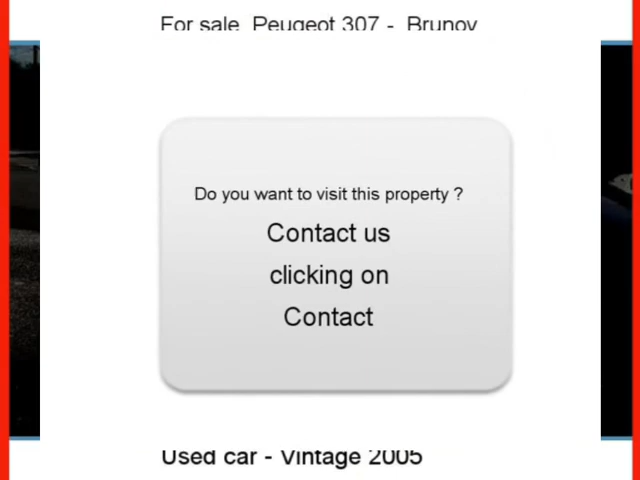 For sale Peugeot 307 - Brunoy
Do you want to visit this property ?
Contact us
clicking on
Contact
Used car - Vintage 2005